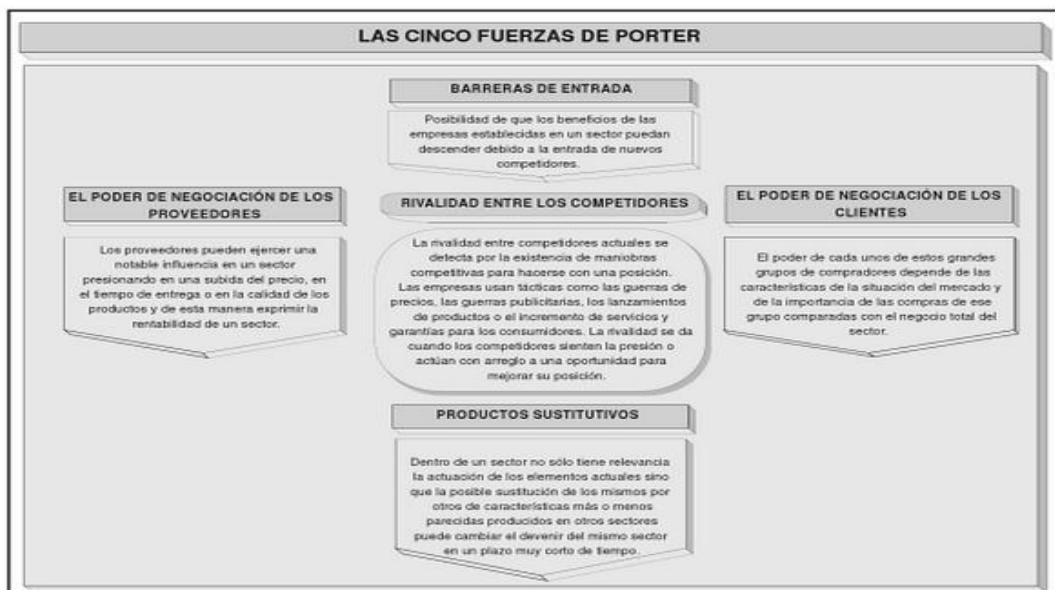 LAS CINCO FUERZAS DE PORTER
BARRERAS DE ENTRADA
Posibilidad de que los beneficios de las
empresas establecidas en un sector puedan
descender debido a la entrada de nuevos
competidores.
EL PODER DE NEGOCIACIÓN DE LOS
PROVEEDORES
Los proveedores pueden ejercer una
notable influencia en un sector
presionando en una subida del precio, en
el tiempo de entrega o en la calidad de los
productos y de esta manera exprimir la
rentabilidad de un sector.
RIVALIDAD ENTRE LOS COMPETIDORES
La rivalidad entre competidores actuales se
detecta por la existencia de maniobras
competitivas para hacerse con una posición.
Las empresas usan tácticas como las guerras de
precios, las guerras publicitarias, los lanzamientos
de productos o el incremento de servicios y
garantías para los consumidores. La rivalidad se da
cuando los competidores sienten la presión o
actúan con arreglo a una oportunidad para
mejorar su posición.
EL PODER DE NEGOCIACIÓN DE LOS
CLIENTES
El poder de cada unos de estos grandes
grupos de compradores depende de las
características de la situación del mercado y
de la importancia de las compras de ese
grupo comparadas con el negocio total del
sector.
PRODUCTOS SUSTITUTIVOS
Dentro de un sector no sólo tiene relevancia
la actuación de los elementos actuales sino
que la posible sustitución de los mismos por
otros de características más o menos
parecidas producidos en otros sectores
puede cambiar el devenir del mismo sector
en un plazo muy corto de tiempo.